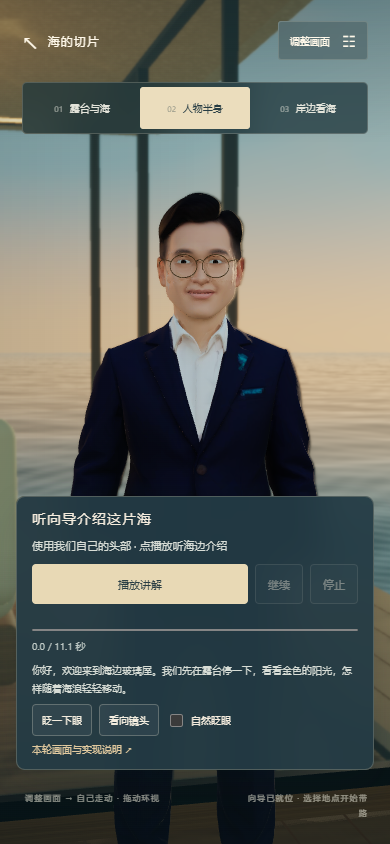 ↖ 海的切片
调整画面
01 露台与海
02 人物半身
03 岸边看海
听向导介绍这片海
使用我们自己的头部 · 点播放听海边介绍
播放讲解
继续
停止
0.0 / 11.1 秒
你好，欢迎来到海边玻璃屋。我们先在露台停一下，看看金色的阳光，怎
样随着海浪轻轻移动。
眨一下眼
看向镜头
自然眨眼
本轮画面与实现说明 ↗
调整画面 → 自己走动 · 拖动环视
向导已就位 · 选择地点开始带
路